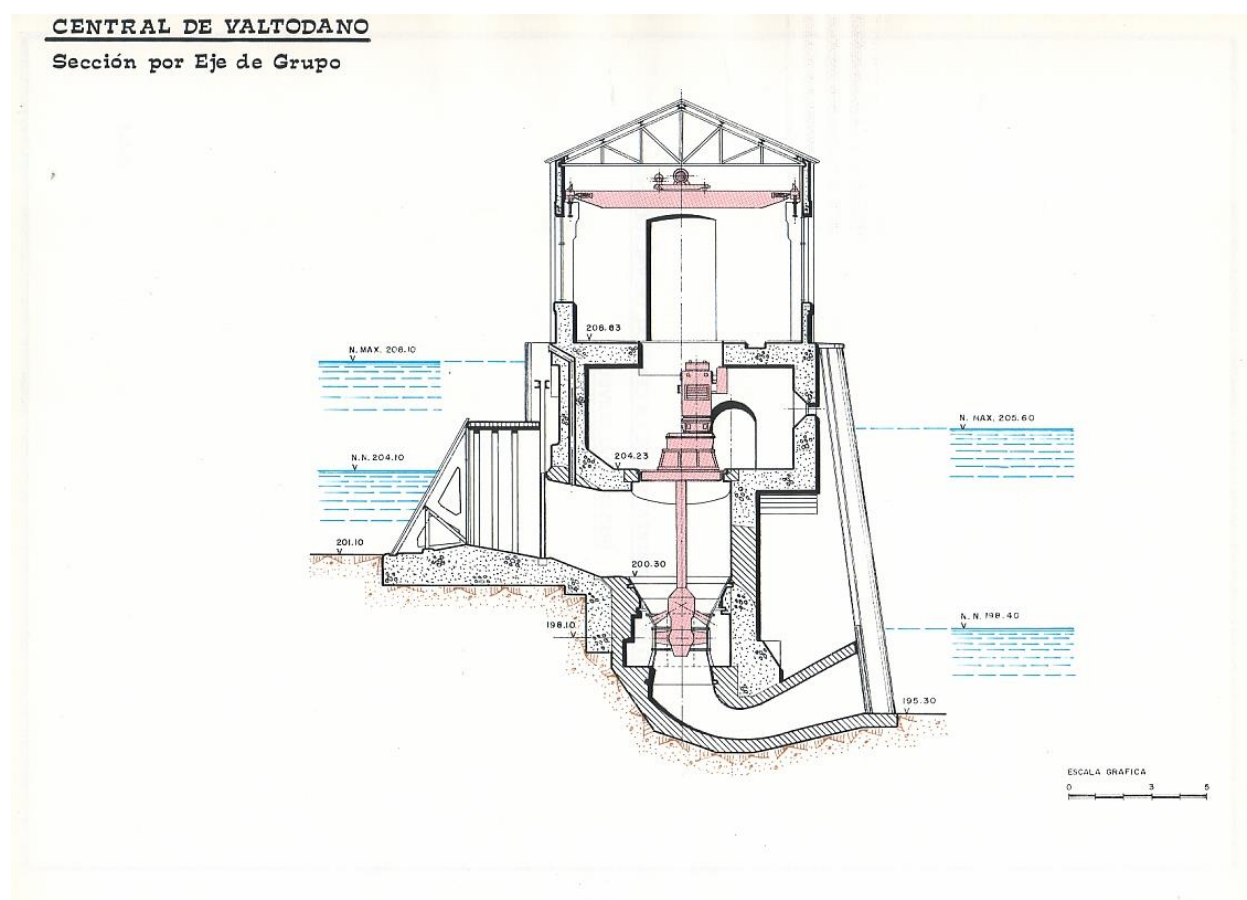 CENTRAL DE VALTODANO
Sección por Eje de Grupo
208.83
N. MAX. 208.10
N. MAX. 205.60
N.N. 204.10
204.23
201.10
200.30
198.10
N. N. 198.40
195.30
ESCALA GRAFICA
0 3 5